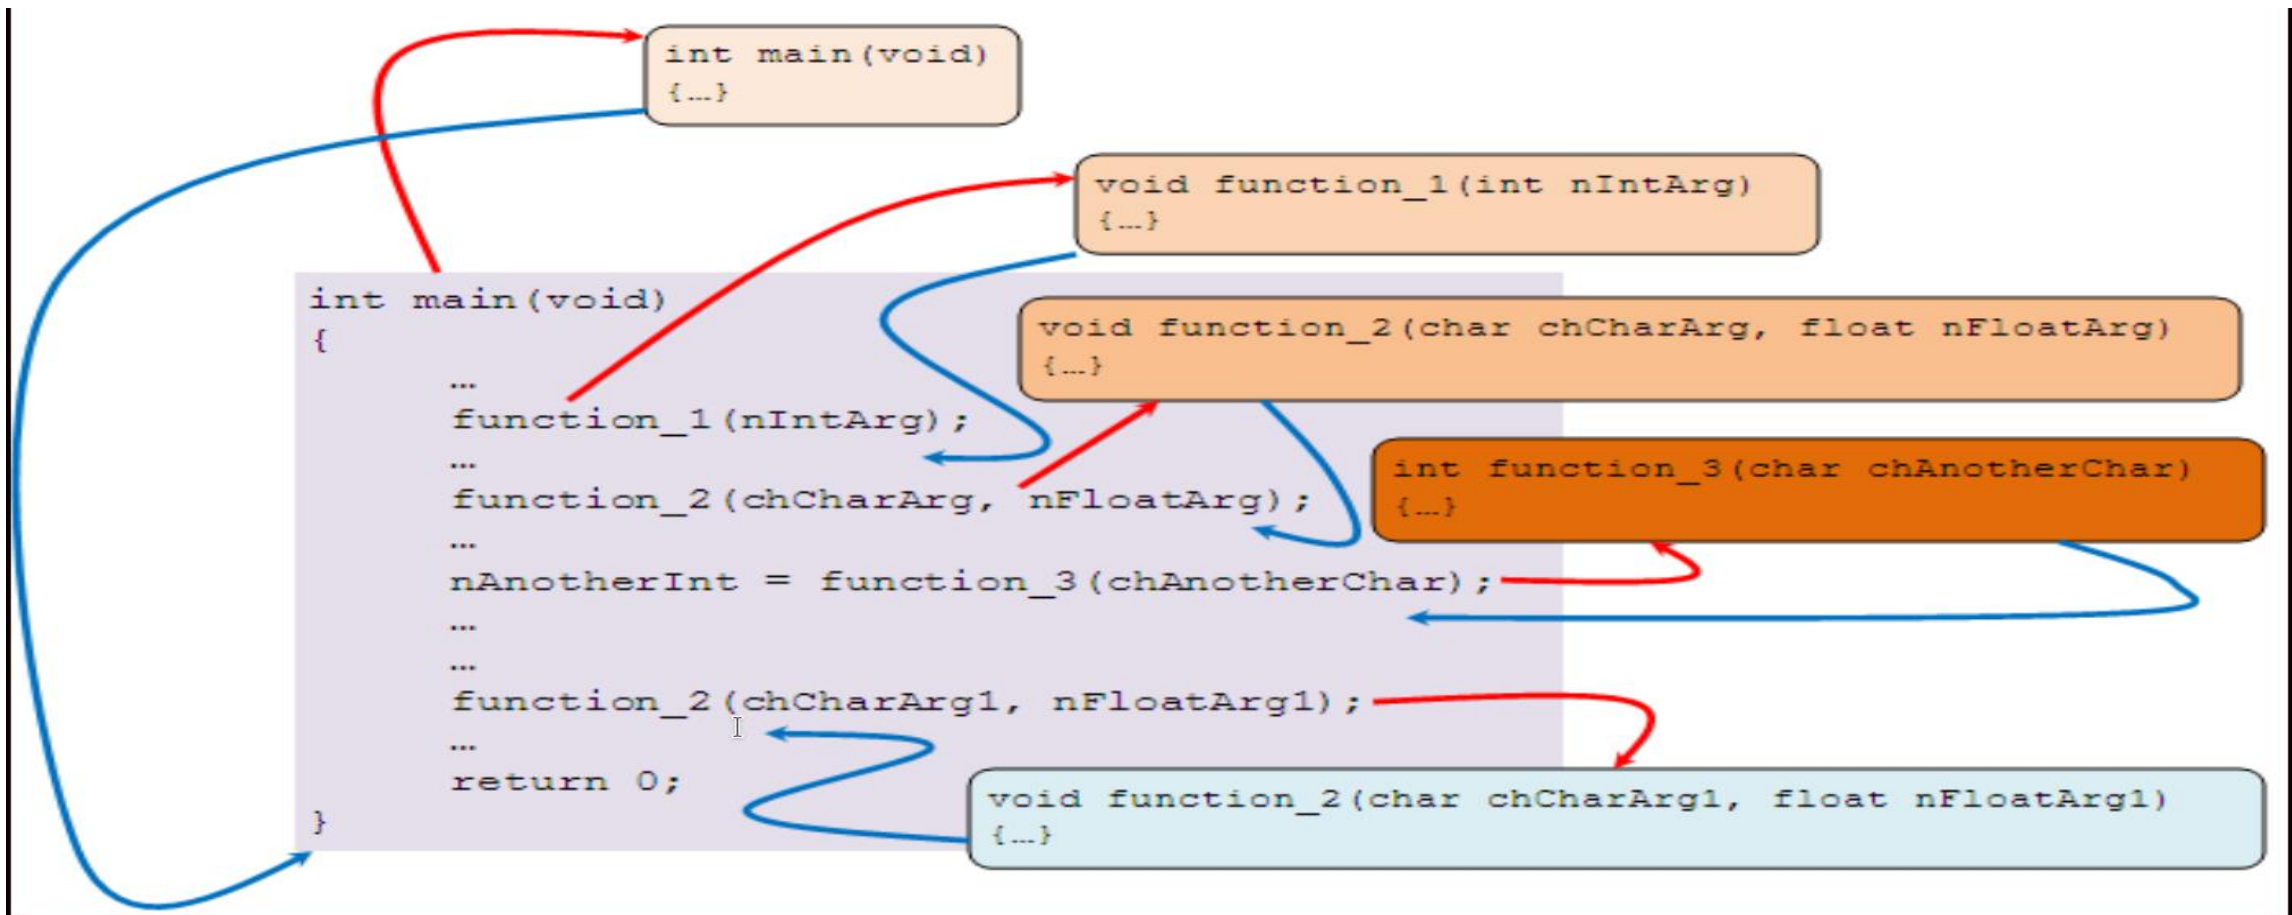 int main(void)
{…}
void function_1(int nIntArg)
{…}
int main(void)
{
…
function_1(nIntArg);
…
function_2(chCharArg, nFloatArg);
…
nAnotherInt = function_3(chAnotherChar);
…
…
function_2(chCharArg1, nFloatArg1);
…
return 0;
}
void function_2(char chCharArg, float nFloatArg)
{…}
int function_3(char chAnotherChar)
{…}
void function_2(char chCharArg1, float nFloatArg1)
{…}